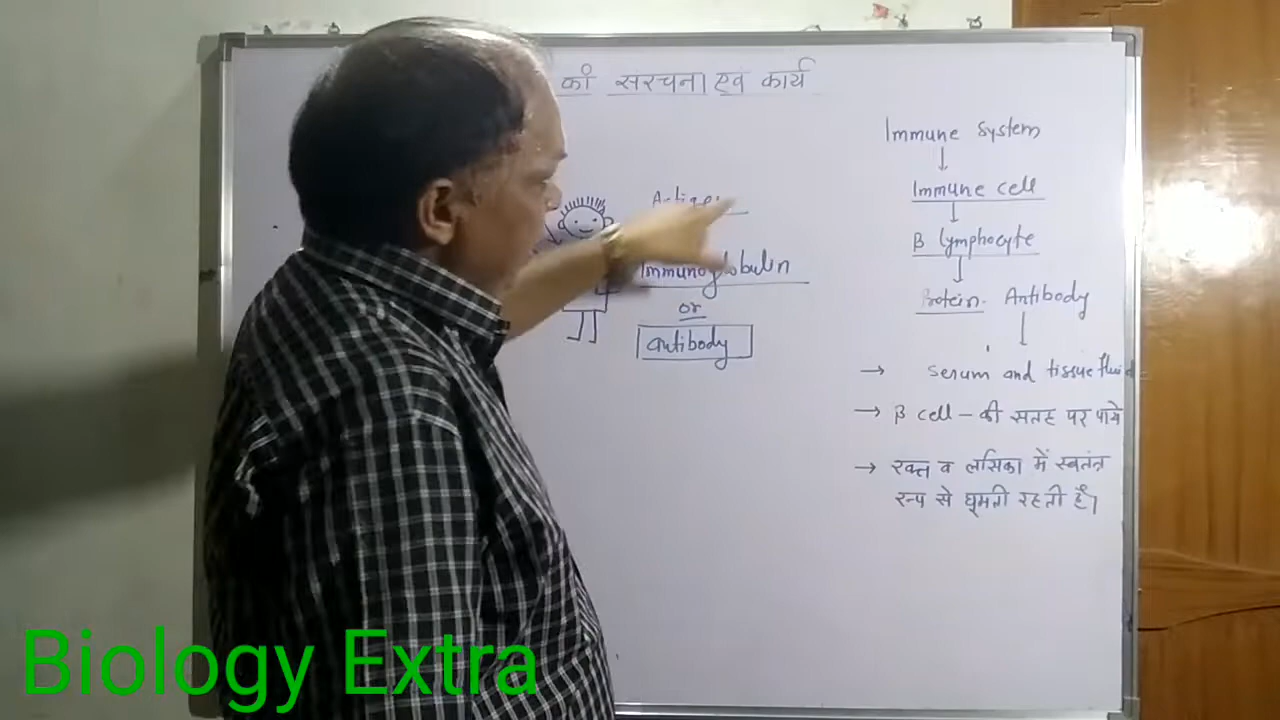 की सरचना एवं कार्य
Immunoglobulin
or
antibody
Immune System
Immune cell
B lymphocyte
Protein - Antibody
→ Serum and tissue fluid
→ B cell - की सतह पर पाये
→ रक्त व लसिका में स्वतंत्र
रूप से घूमती रहती हैं।
Biology Extra